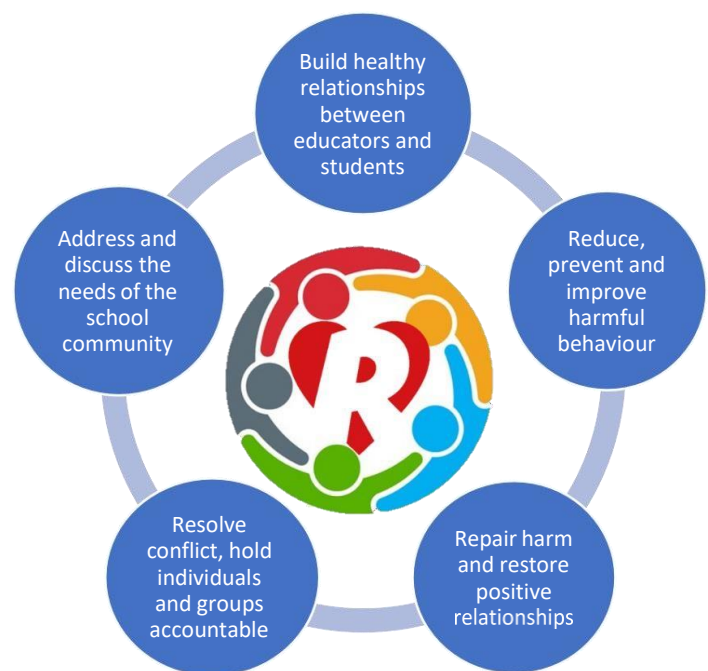 Build healthy
relationships
between
educators and
students
Reduce,
prevent and
improve
harmful
behaviour
Repair harm
and restore
positive
relationships
Resolve
conflict, hold
individuals
and groups
accountable
Address and
discuss the
needs of the
school
community
R